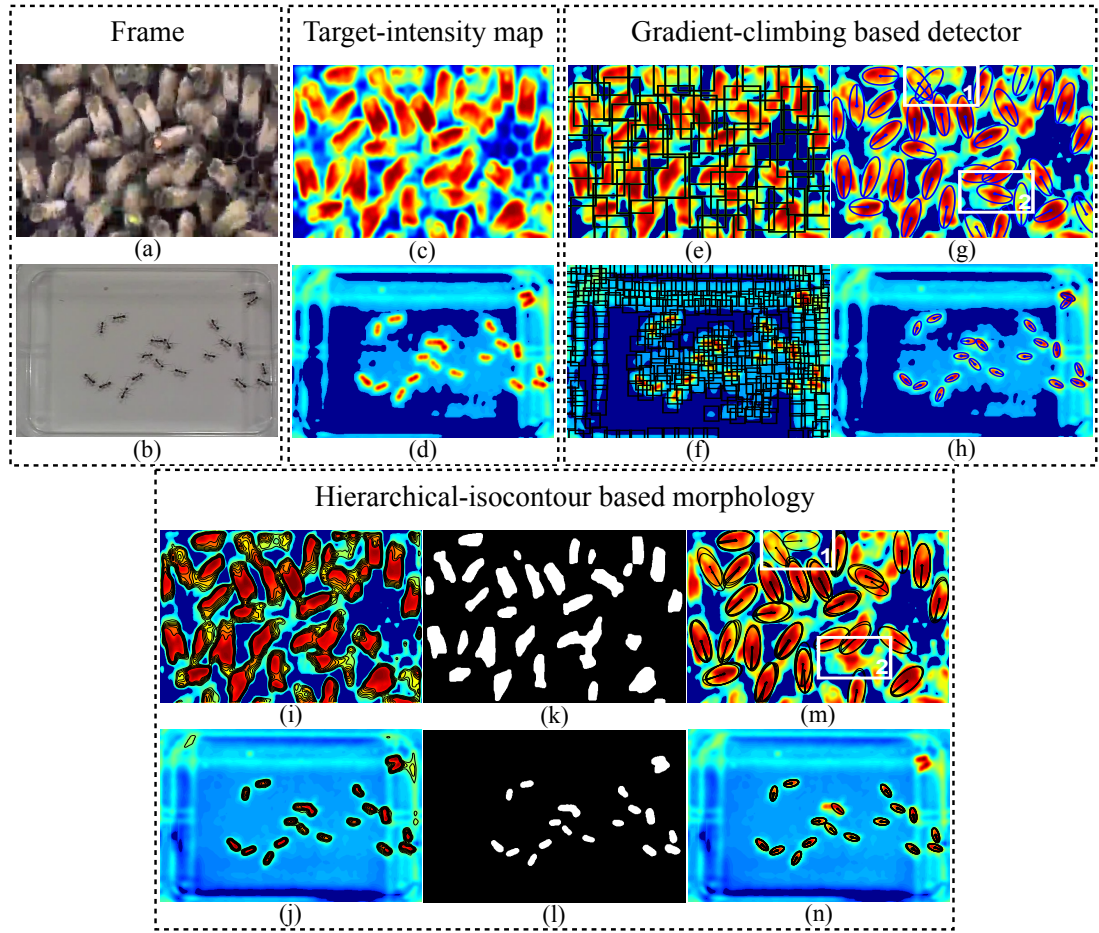 Frame
Target-intensity map
Gradient-climbing based detector
1
2
(a)
(c)
(e)
(g)
(b)
(d)
(f)
(h)
Hierarchical-isocontour based morphology
1
2
(i)
(k)
(m)
(j)
(l)
(n)